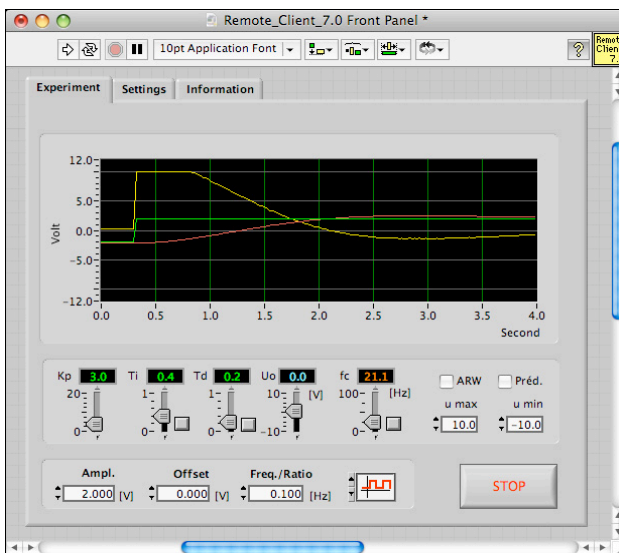 Remote_Client_7.0 Front Panel *
10pt Application Font
?
Remot
Clien
7.
Experiment Settings Information
Volt
12.0
5.0
0.0
-5.0
-12.0
0.0 0.5 1.0 1.5 2.0 2.5 3.0 3.5 4.0
Second
Kp 3.0 Ti 0.4 Td 0.2 Uo 0.0 fc 21.1
20 1 1 10 [V] 100 [Hz]
0 0 0 -10 0
ARW Préd.
u max u min
10.0 -10.0
Ampl. Offset Freq./Ratio
2.000 [V] 0.000 [V] 0.100 [Hz]
STOP